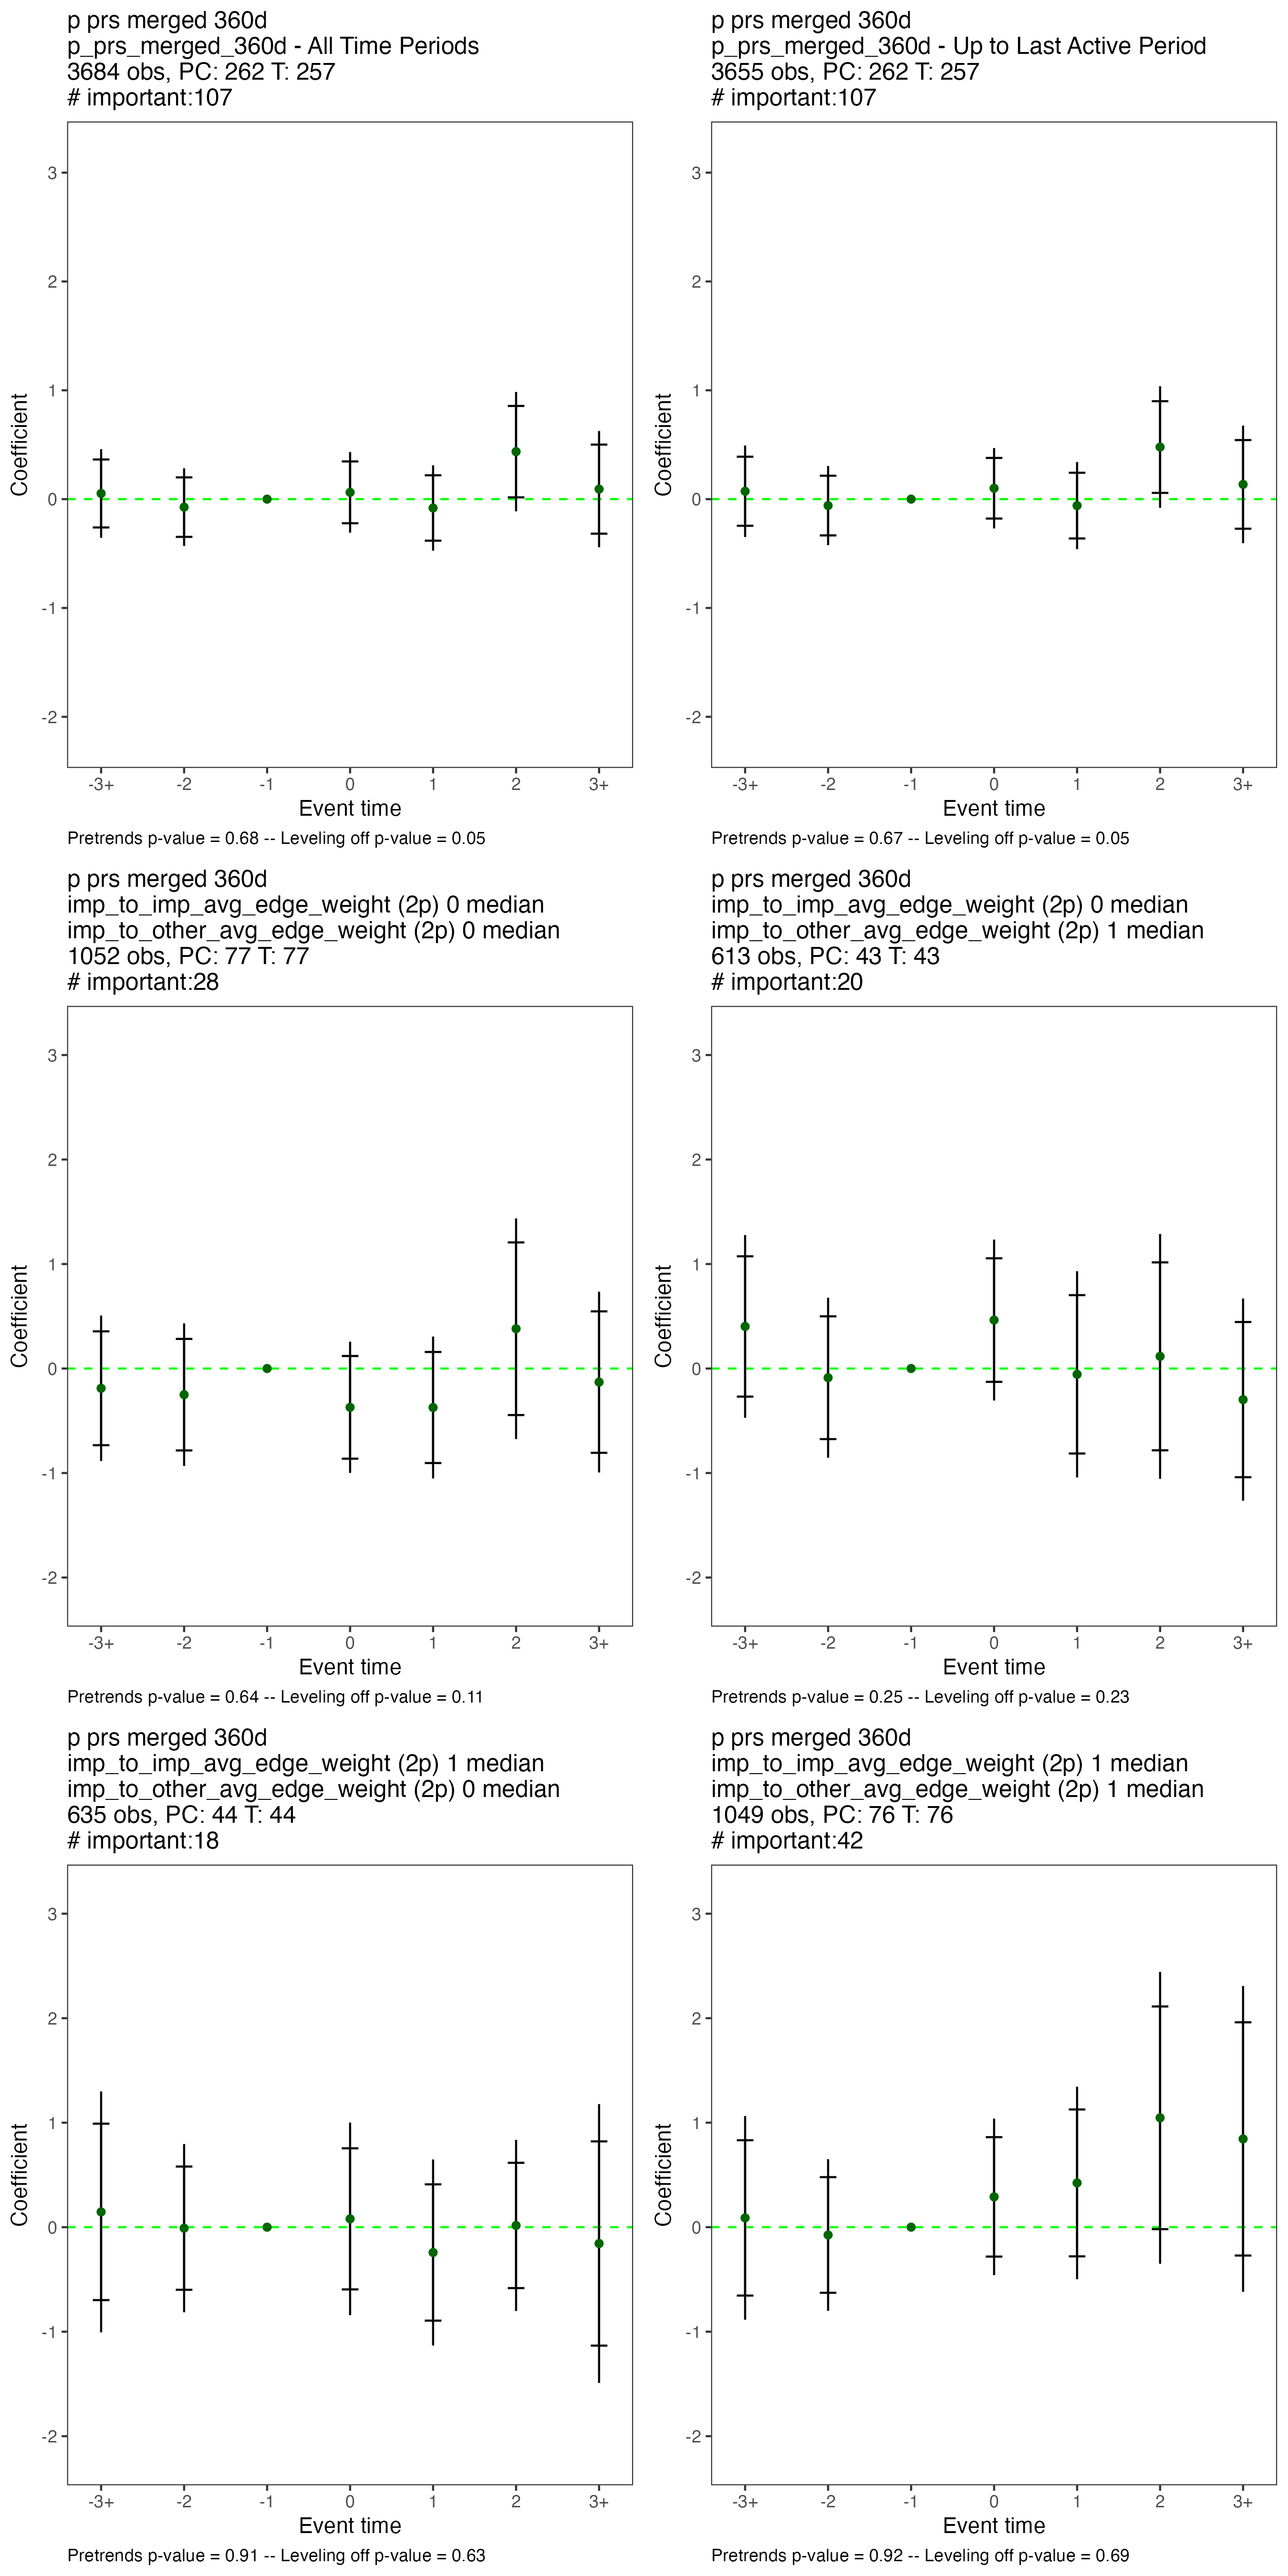 p prs merged 360d
p_prs_merged_360d - All Time Periods
3684 obs, PC: 262 T: 257
# important:107
3
2
1
0
-1
-2
Coefficient
-3+ -2 -1 0 1 2 3+
Event time
Pretrends p-value = 0.68 -- Leveling off p-value = 0.05
p prs merged 360d
p_prs_merged_360d - Up to Last Active Period
3655 obs, PC: 262 T: 257
# important:107
3
2
1
0
-1
-2
Coefficient
-3+ -2 -1 0 1 2 3+
Event time
Pretrends p-value = 0.67 -- Leveling off p-value = 0.05
p prs merged 360d
imp_to_imp_avg_edge_weight (2p) 0 median
imp_to_other_avg_edge_weight (2p) 0 median
1052 obs, PC: 77 T: 77
# important:28
3
2
1
0
-1
-2
Coefficient
-3+ -2 -1 0 1 2 3+
Event time
Pretrends p-value = 0.64 -- Leveling off p-value = 0.11
p prs merged 360d
imp_to_imp_avg_edge_weight (2p) 0 median
imp_to_other_avg_edge_weight (2p) 1 median
613 obs, PC: 43 T: 43
# important:20
3
2
1
0
-1
-2
Coefficient
-3+ -2 -1 0 1 2 3+
Event time
Pretrends p-value = 0.25 -- Leveling off p-value = 0.23
p prs merged 360d
imp_to_imp_avg_edge_weight (2p) 1 median
imp_to_other_avg_edge_weight (2p) 0 median
635 obs, PC: 44 T: 44
# important:18
3
2
1
0
-1
-2
Coefficient
-3+ -2 -1 0 1 2 3+
Event time
Pretrends p-value = 0.91 -- Leveling off p-value = 0.63
p prs merged 360d
imp_to_imp_avg_edge_weight (2p) 1 median
imp_to_other_avg_edge_weight (2p) 1 median
1049 obs, PC: 76 T: 76
# important:42
3
2
1
0
-1
-2
Coefficient
-3+ -2 -1 0 1 2 3+
Event time
Pretrends p-value = 0.92 -- Leveling off p-value = 0.69